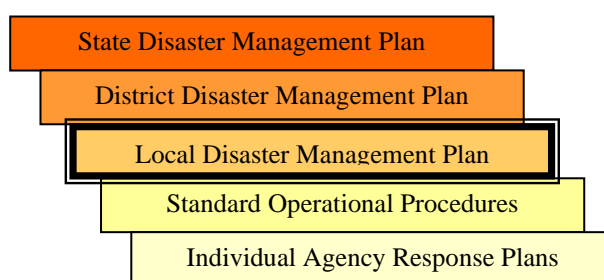 State Disaster Management Plan
District Disaster Management Plan
Local Disaster Management Plan
Standard Operational Procedures
Individual Agency Response Plans